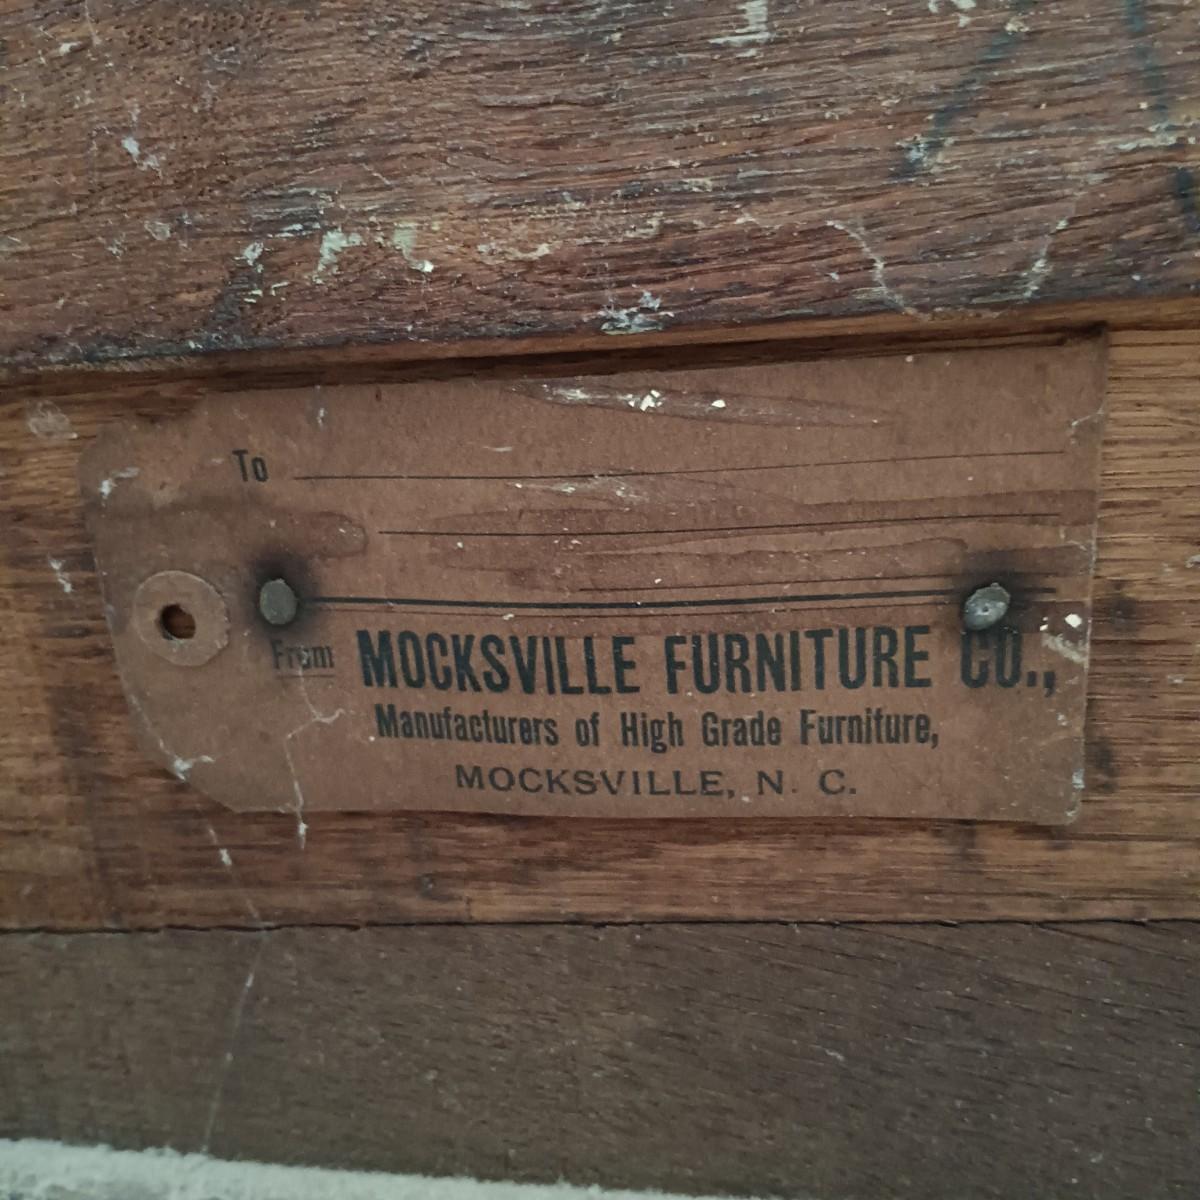 To
From MOCKSVILLE FURNITURE CO.,
Manufacturers of High Grade Furniture,
MOCKSVILLE, N. C.